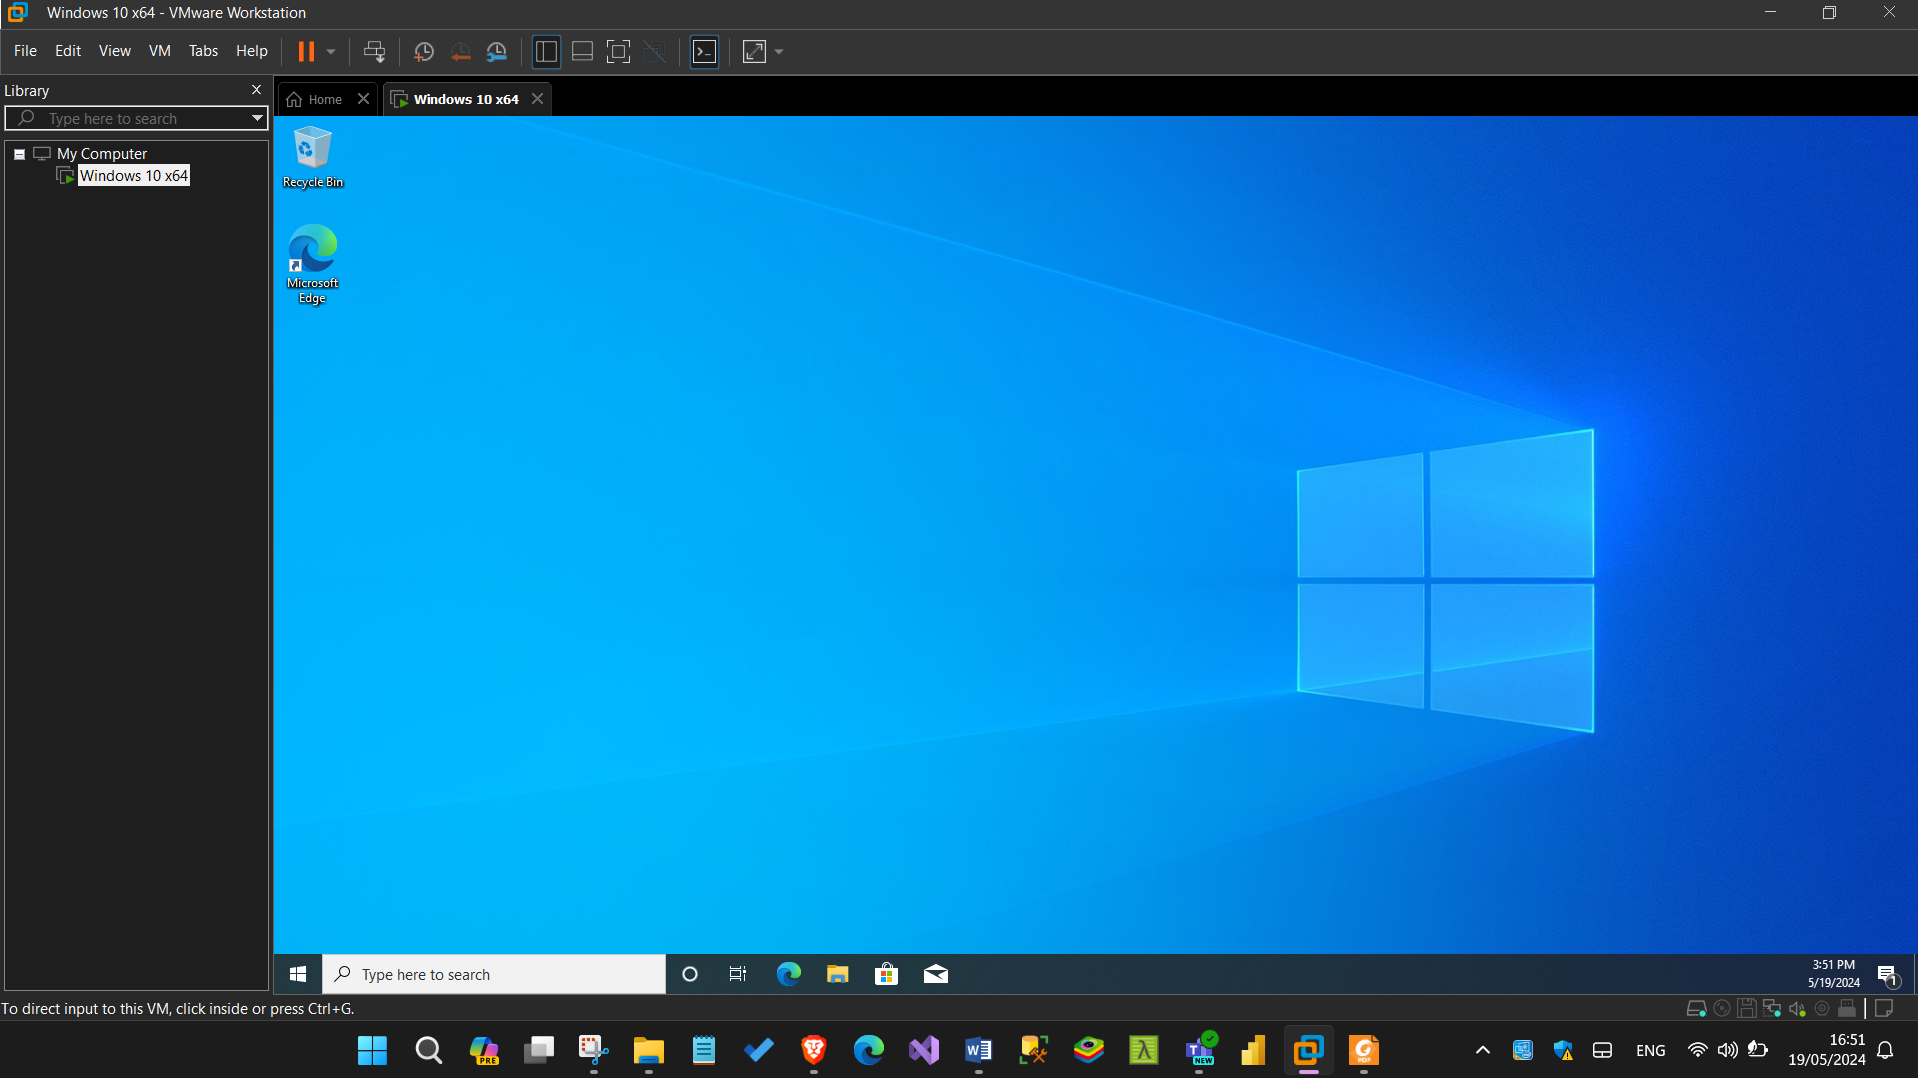 Windows 10 x64 - VMware Workstation
File Edit View VM Tabs Help
Library
Home
Windows 10 x64
Type here to search
My Computer
Windows 10 x64
Recycle Bin
Microsoft
Edge
Type here to search
3:51 PM
5/19/2024
1
To direct input to this VM, click inside or press Ctrl+G.
PRE
NEW
PDF
ENG
16:51
19/05/2024